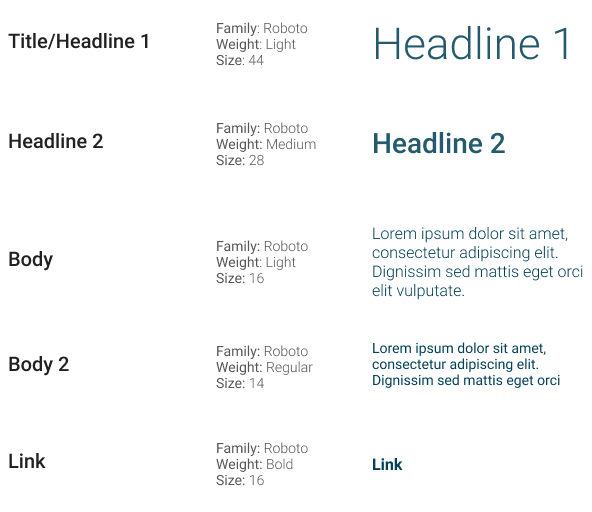 Title/Headline 1
Family: Roboto
Weight: Light
Size: 44
Headline 1
Headline 2
Family: Roboto
Weight: Medium
Size: 28
Headline 2
Body
Family: Roboto
Weight: Light
Size: 16
Lorem ipsum dolor sit amet,
consectetur adipiscing elit.
Dignissim sed mattis eget orci
elit vulputate.
Body 2
Family: Roboto
Weight: Regular
Size: 14
Lorem ipsum dolor sit amet,
consectetur adipiscing elit.
Dignissim sed mattis eget orci
Link
Family: Roboto
Weight: Bold
Size: 16
Link